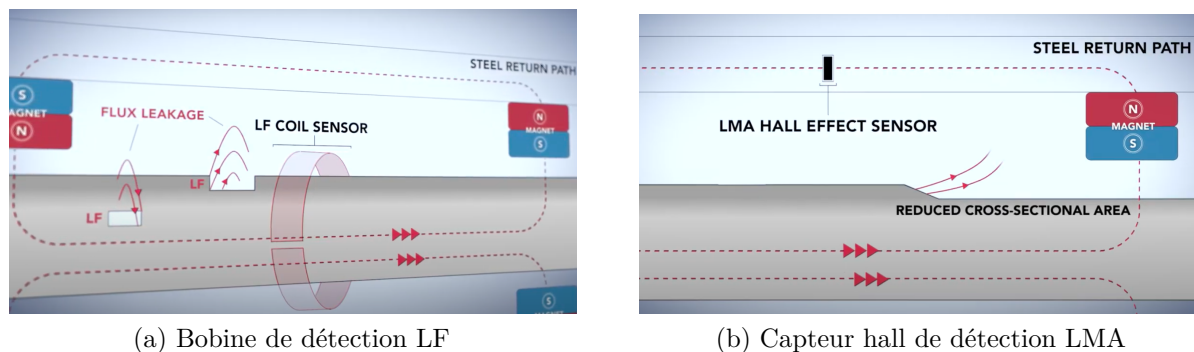 STEEL RETURN PATH
S
MAGNET
N
FLUX LEAKAGE
LF COIL SENSOR
N
MAGNET
S
LF
LF
S
MAGNET
(a) Bobine de détection LF
STEEL RETURN PATH
N
MAGNET
S
LMA HALL EFFECT SENSOR
REDUCED CROSS-SECTIONAL AREA
(b) Capteur hall de détection LMA